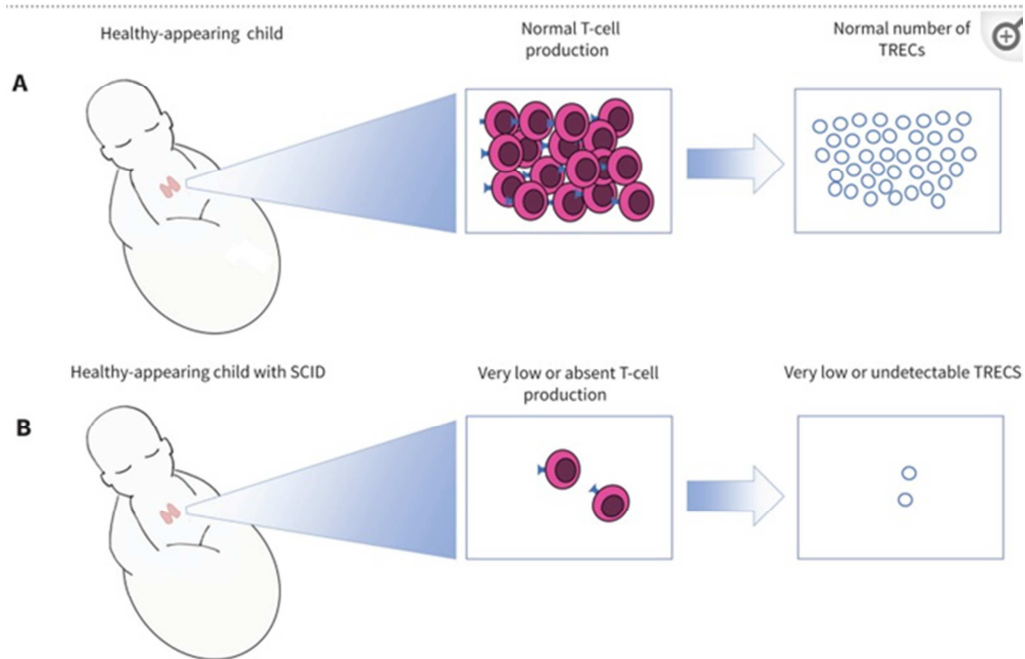 Healthy-appearing child
Normal T-cell
production
Normal number of
TRECs
A
Healthy-appearing child with SCID
Very low or absent T-cell
production
Very low or undetectable TRECS
B